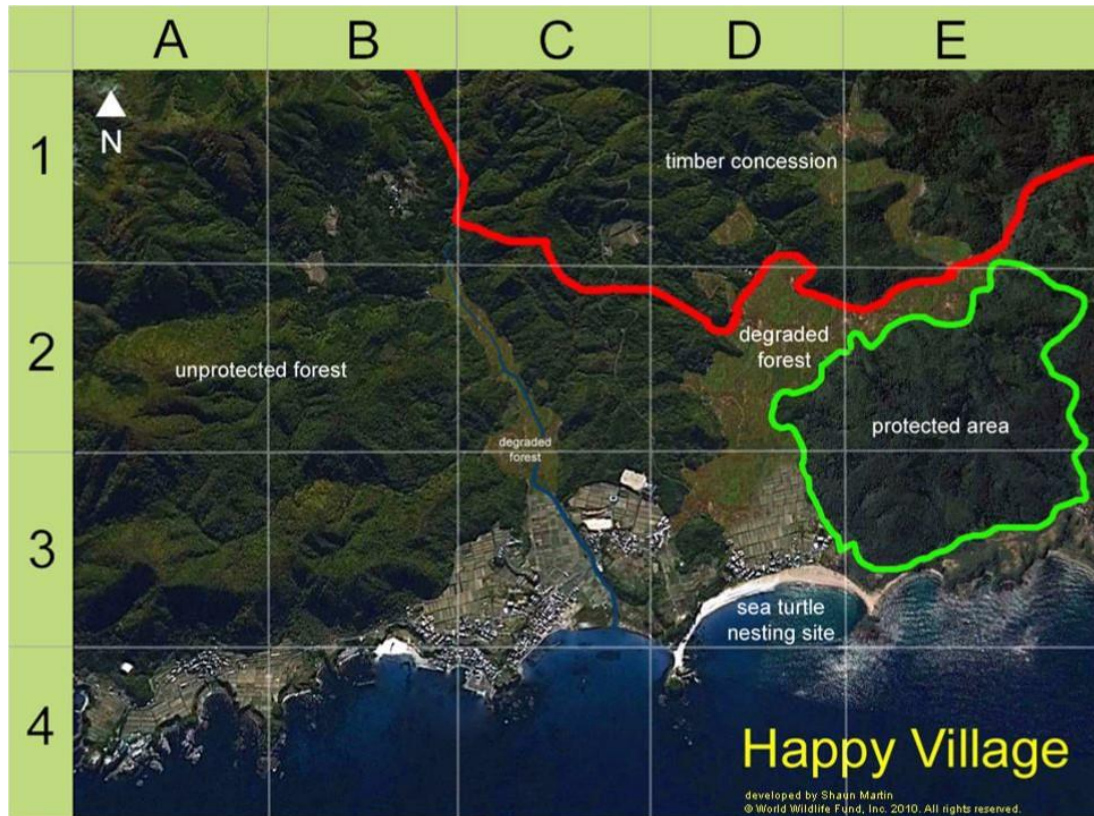 A B C D E
N
1
timber concession
2
degraded
forest
unprotected forest
protected area
degraded
forest
3
sea turtle
nesting site
4
Happy Village
developed by Shaun Martin
© World Wildlife Fund, Inc. 2010. All rights reserved.